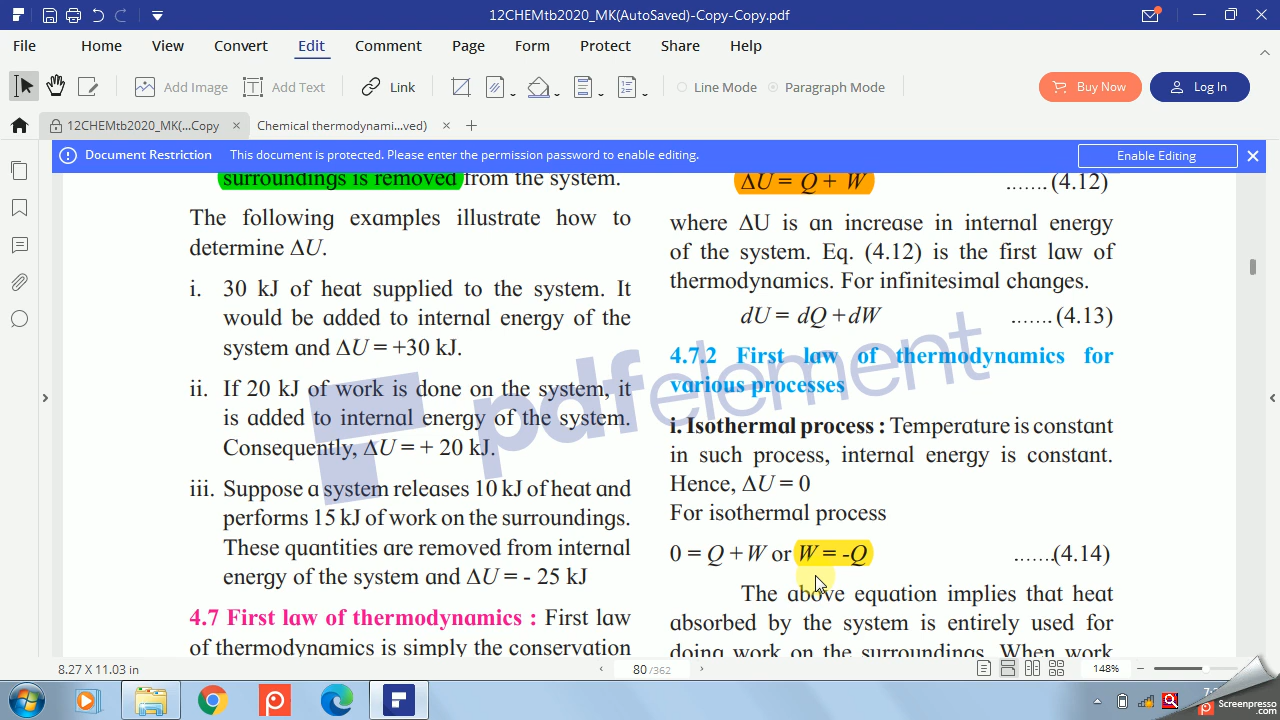 12CHEMtb2020_MK(AutoSaved)-Copy-Copy.pdf
File Home View Convert Edit Comment Page Form Protect Share Help
Add Image Add Text Link Line Mode Paragraph Mode Buy Now Log In
12CHEMtb2020_MK(...Copy × Chemical thermodynami...ved) × +
Document Restriction This document is protected. Please enter the permission password to enable editing. Enable Editing
surroundings is removed from the system.
The following examples illustrate how to
determine ΔU.
i. 30 kJ of heat supplied to the system. It
would be added to internal energy of the
system and ΔU = +30 kJ.
ii. If 20 kJ of work is done on the system, it
is added to internal energy of the system.
Consequently, ΔU = + 20 kJ.
iii. Suppose a system releases 10 kJ of heat and
performs 15 kJ of work on the surroundings.
These quantities are removed from internal
energy of the system and ΔU = - 25 kJ
4.7 First law of thermodynamics : First law
of thermodynamics is simply the conservation
ΔU = Q + W ....... (4.12)
where ΔU is an increase in internal energy
of the system. Eq. (4.12) is the first law of
thermodynamics. For infinitesimal changes.
dU = dQ +dW ....... (4.13)
4.7.2 First law of thermodynamics for
various processes
i. Isothermal process : Temperature is constant
in such process, internal energy is constant.
Hence, ΔU = 0
For isothermal process
0 = Q + W or W = -Q .......(4.14)
The above equation implies that heat
absorbed by the system is entirely used for
doing work on the surroundings. When work
pdfelement
8.27 X 11.03 in ‹ 80 /362 › 148%
Screenpresso
.com